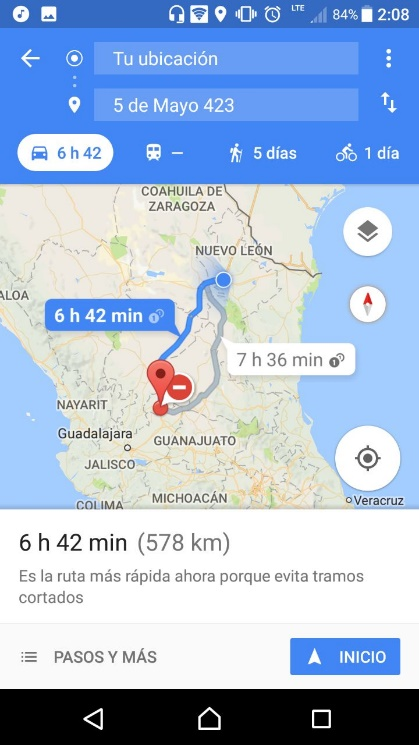 LTE 84% 2:08
Tu ubicación
5 de Mayo 423
6 h 42 — 5 días 1 día
COAHUILA DE
ZARAGOZA
NUEVO LEÓN
ALOA
6 h 42 min
7 h 36 min
NAYARIT
Guadalajara
GUANAJUATO
JALISCO
MICHOACÁN
COLIMA
Veracruz
6 h 42 min (578 km)
Es la ruta más rápida ahora porque evita tramos
cortados
PASOS Y MÁS INICIO